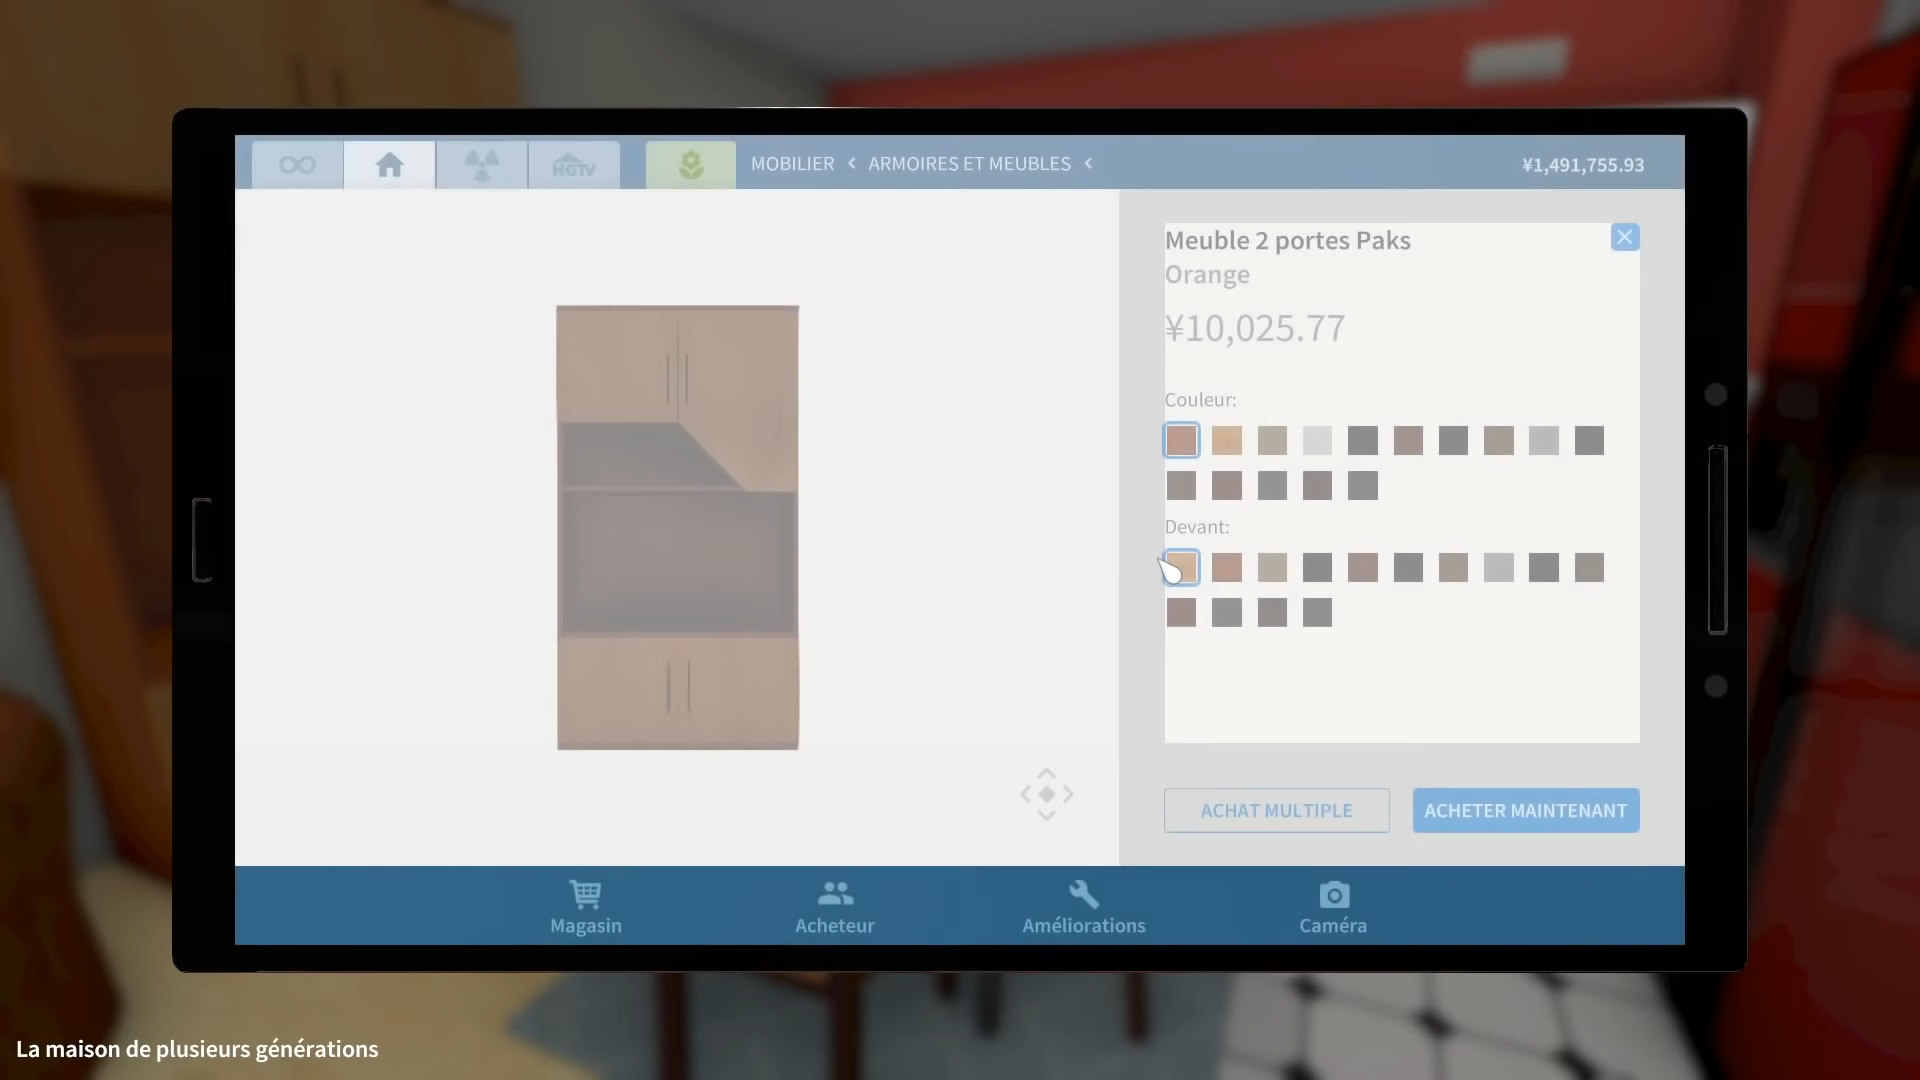 HGTV
MOBILIER < ARMOIRES ET MEUBLES <
¥1,491,755.93
Meuble 2 portes Paks
Orange
¥10,025.77
Couleur:
Devant:
ACHAT MULTIPLE
ACHETER MAINTENANT
Magasin
Acheteur
Améliorations
Caméra
La maison de plusieurs générations